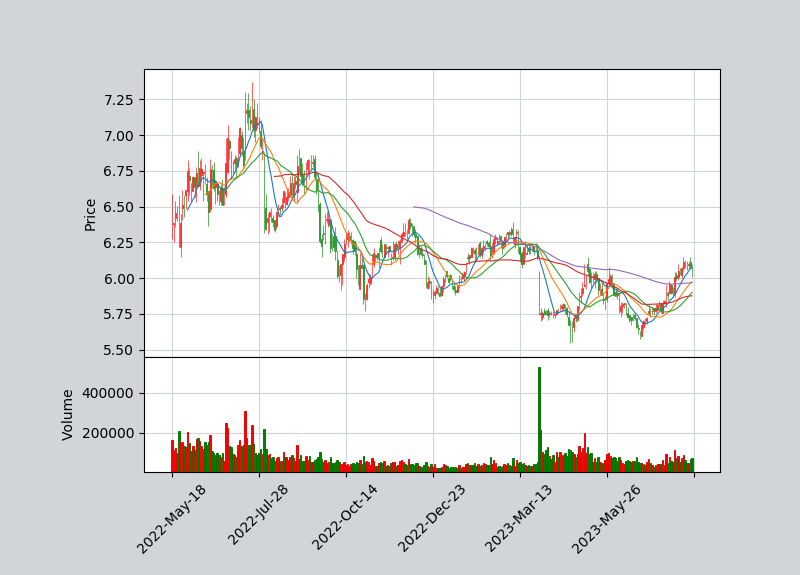 7.25
7.00
6.75
6.50
6.25
6.00
5.75
5.50
Price
400000
200000
Volume
2022-May-18
2022-Jul-28
2022-Oct-14
2022-Dec-23
2023-Mar-13
2023-May-26